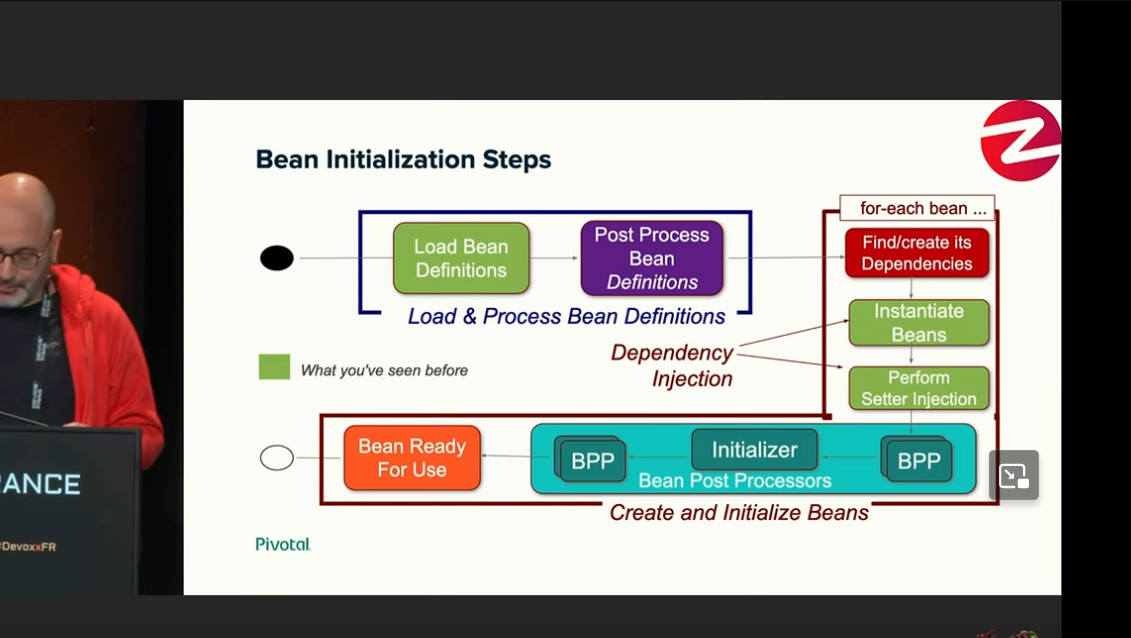 Bean Initialization Steps
for-each bean ...
Load Bean
Definitions
Post Process
Bean
Definitions
Find/create its
Dependencies
Load & Process Bean Definitions
Instantiate
Beans
Dependency
Injection
What you've seen before
Perform
Setter Injection
Bean Ready
For Use
BPP
Initializer
BPP
Bean Post Processors
Create and Initialize Beans
Pivotal
RANCE
#DevoxxFR